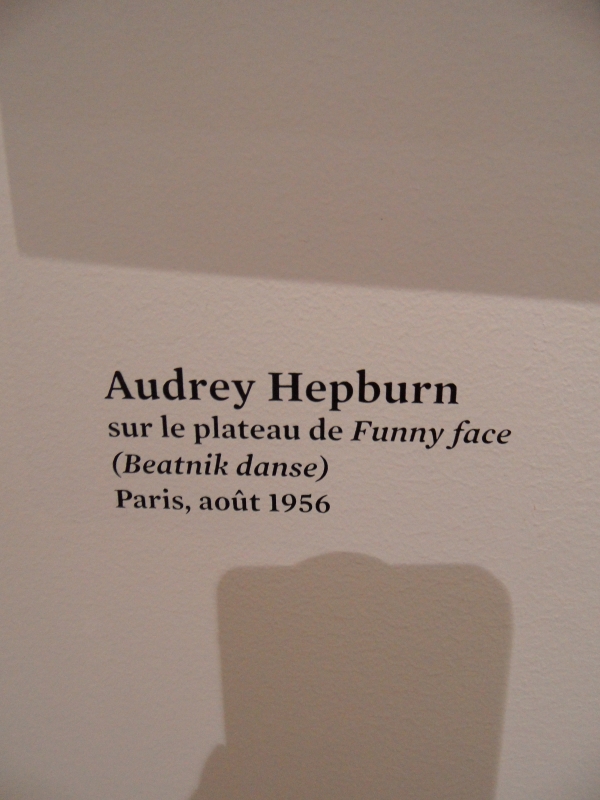 Audrey Hepburn
sur le plateau de Funny face
(Beatnik danse)
Paris, août 1956